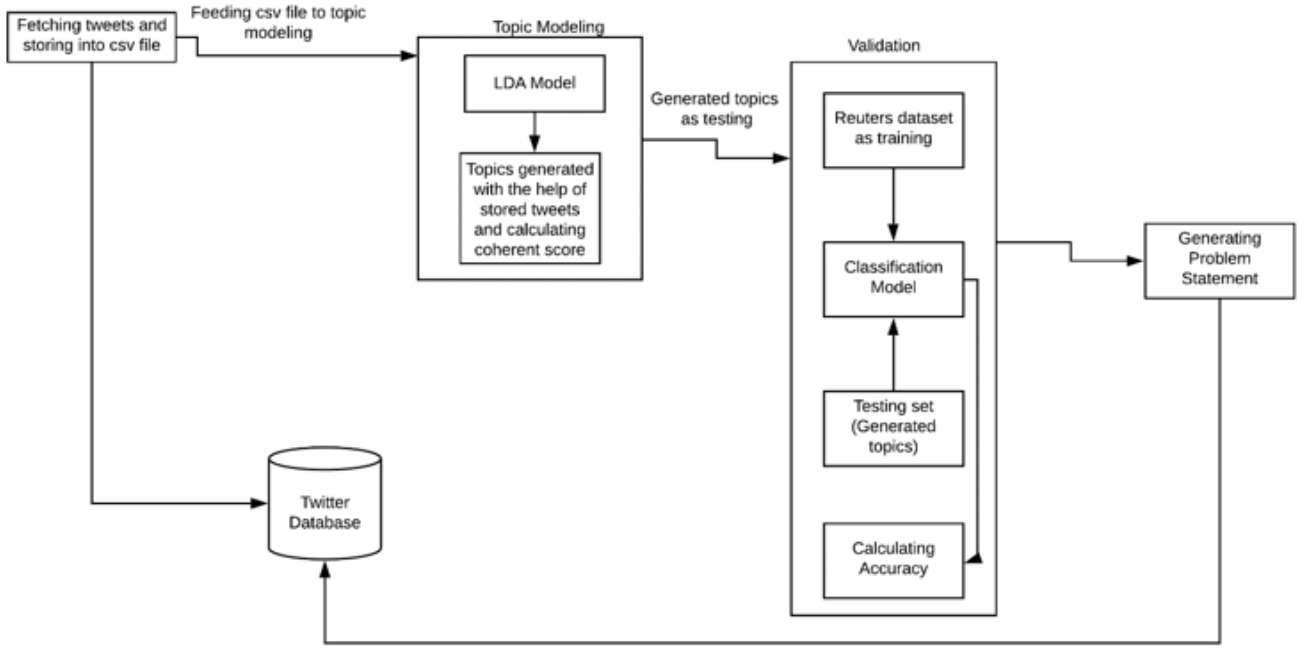 Fetching tweets and
storing into csv file
Feeding csv file to topic
modeling
Topic Modeling
LDA Model
Topics generated
with the help of
stored tweets
and calculating
coherent score
Generated topics
as testing
Validation
Reuters dataset
as training
Classification
Model
Testing set
(Generated
topics)
Calculating
Accuracy
Generating
Problem
Statement
Twitter
Database